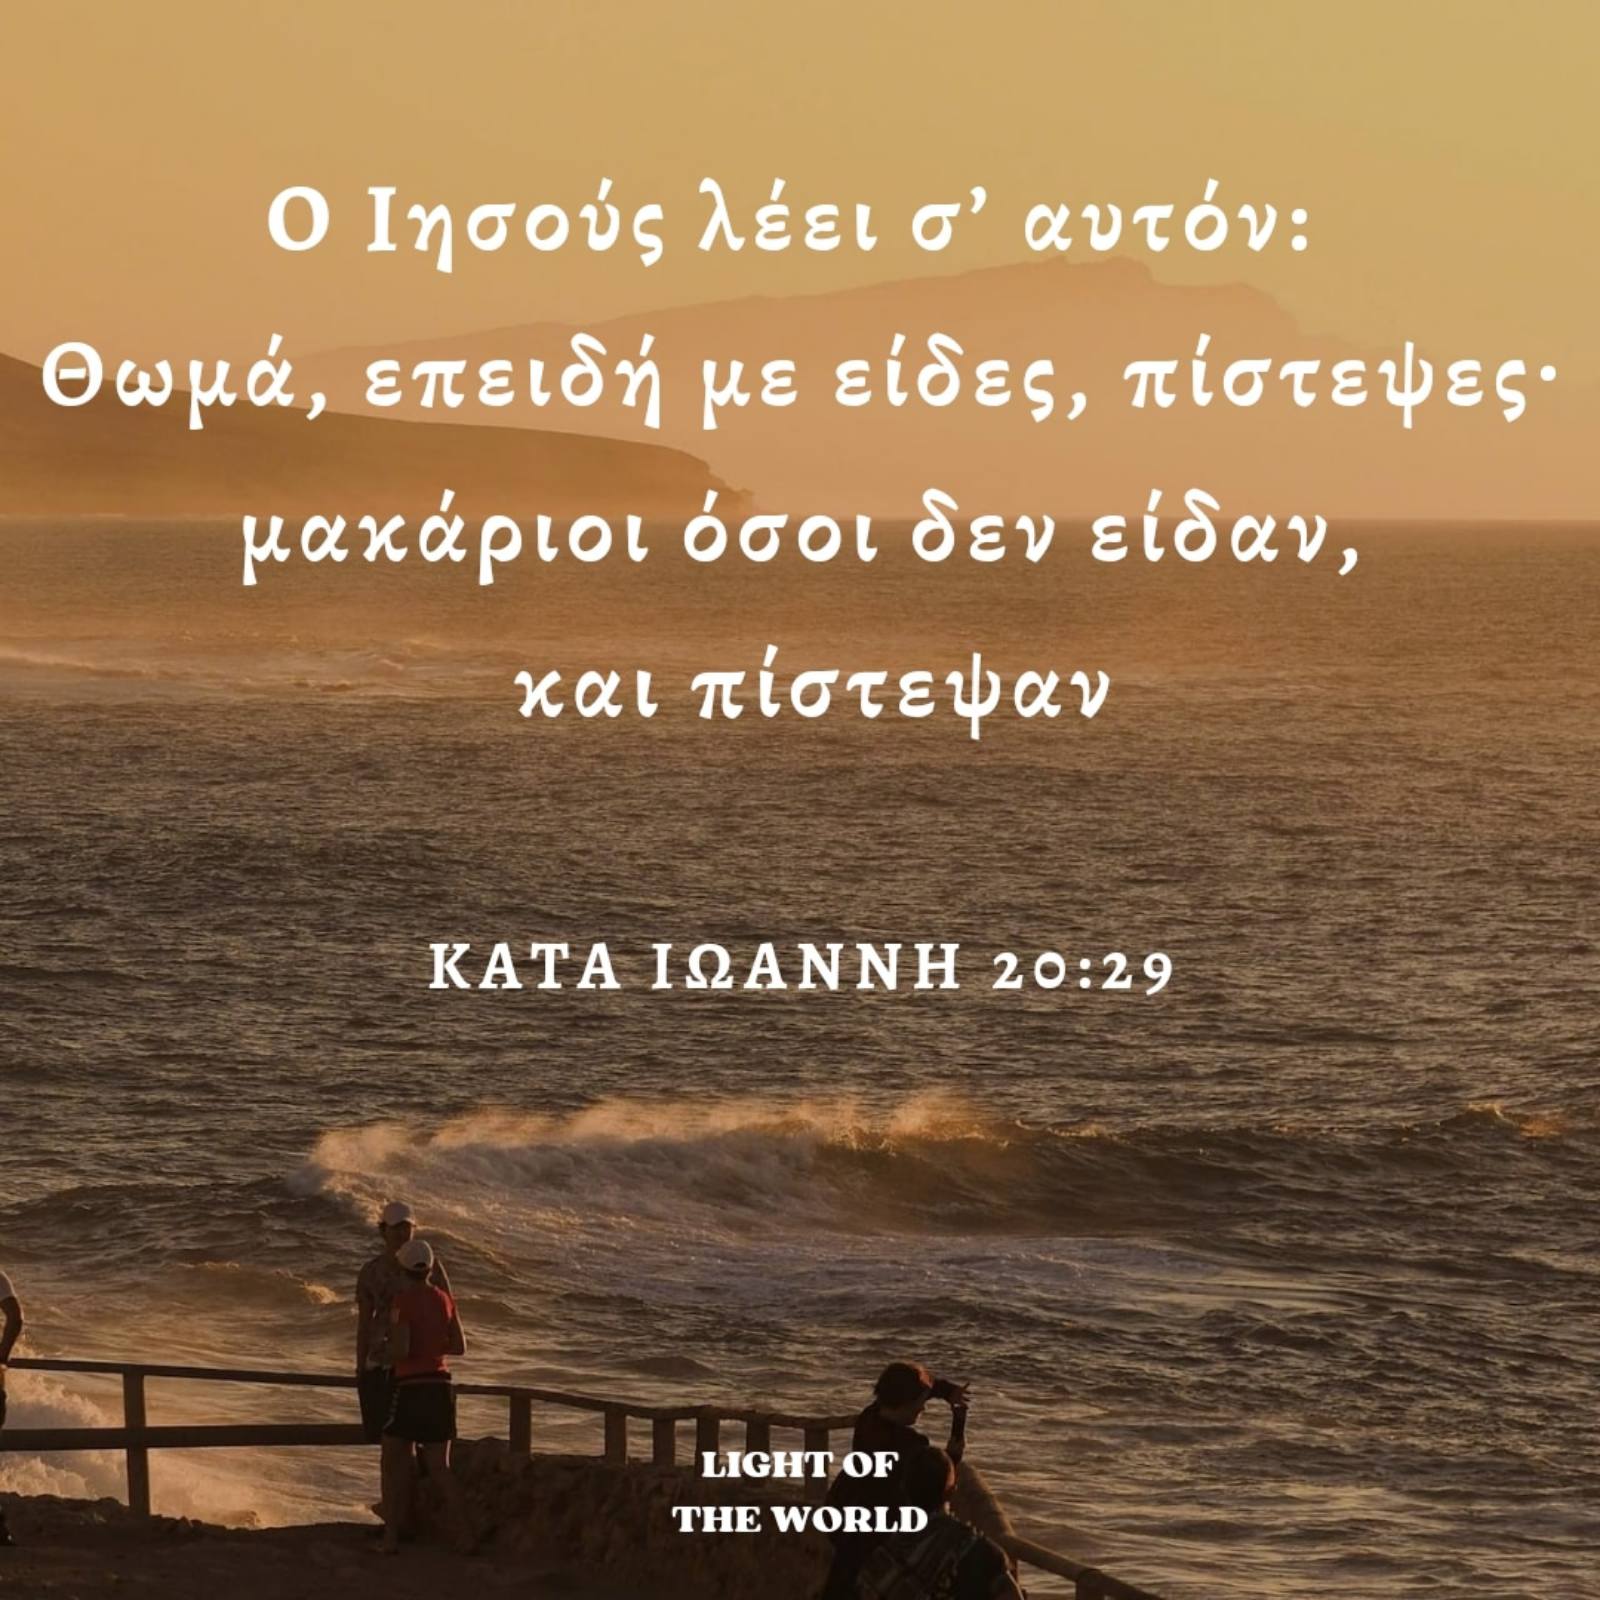 Ο Ιησούς λέει σ’ αυτόν:
Θωμά, επειδή με είδες, πίστεψες·
μακάριοι όσοι δεν είδαν,
και πίστεψαν
ΚΑΤΑ ΙΩΑΝΝΗ 20:29
LIGHT OF
THE WORLD